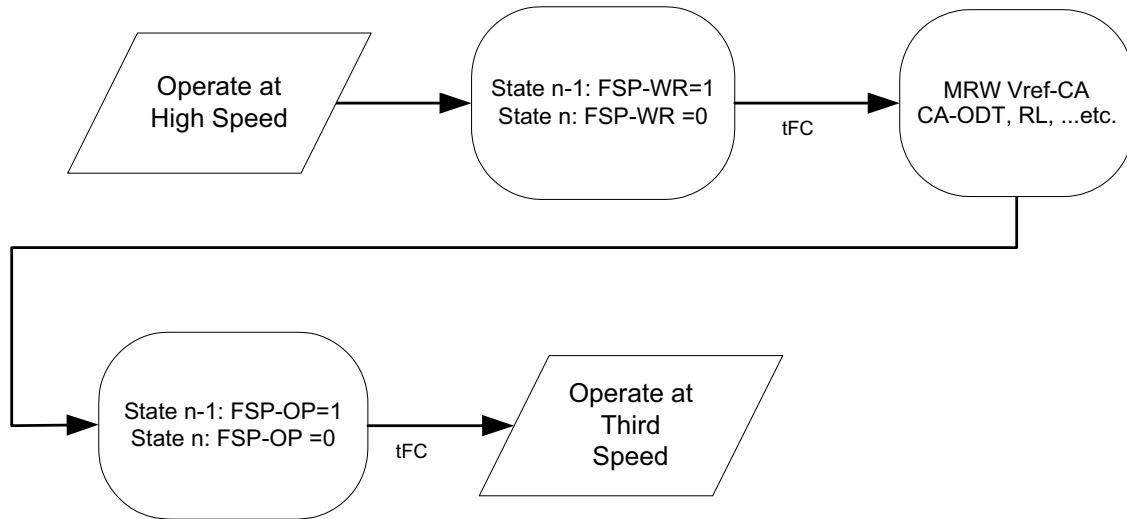 Operate at
High Speed
State n-1: FSP-WR=1
State n: FSP-WR =0
tFC
MRW Vref-CA
CA-ODT, RL, ...etc.
State n-1: FSP-OP=1
State n: FSP-OP =0
tFC
Operate at
Third
Speed